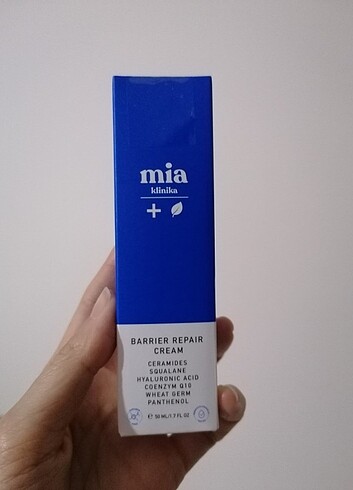 mia
klinika
BARRIER REPAIR
CREAM
CERAMIDES
SQUALANE
HYALURONIC ACID
COENZYM Q10
WHEAT GERM
PANTHENOL
℮ 50 ML/1.7 FL OZ